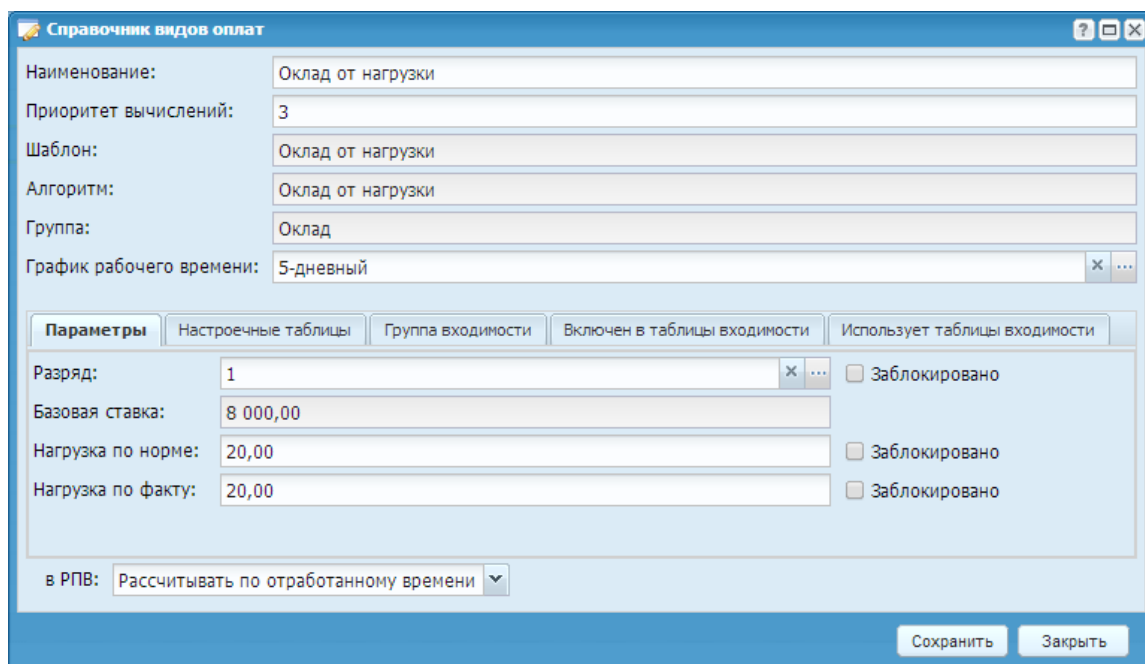 Справочник видов оплат
Наименование: Оклад от нагрузки
Приоритет вычислений: 3
Шаблон: Оклад от нагрузки
Алгоритм: Оклад от нагрузки
Группа: Оклад
График рабочего времени: 5-дневный
Параметры Настроечные таблицы Группа входимости Включен в таблицы входимости Использует таблицы входимости
Разряд: 1 Заблокировано
Базовая ставка: 8 000,00
Нагрузка по норме: 20,00 Заблокировано
Нагрузка по факту: 20,00 Заблокировано
в РПВ: Рассчитывать по отработанному времени
Сохранить Закрыть